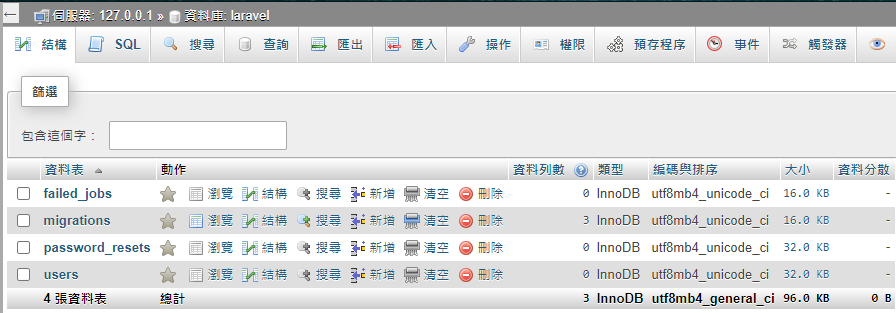 伺服器: 127.0.0.1 » 資料庫: laravel
結構 SQL 搜尋 查詢 匯出 匯入 操作 權限 預存程序 事件 觸發器
篩選
包含這個字：
資料表 動作 資料列數 類型 編碼與排序 大小 資料分散
failed_jobs 瀏覽 結構 搜尋 新增 清空 刪除 0 InnoDB utf8mb4_unicode_ci 16.0 KB -
migrations 瀏覽 結構 搜尋 新增 清空 刪除 3 InnoDB utf8mb4_unicode_ci 16.0 KB -
password_resets 瀏覽 結構 搜尋 新增 清空 刪除 0 InnoDB utf8mb4_unicode_ci 32.0 KB -
users 瀏覽 結構 搜尋 新增 清空 刪除 0 InnoDB utf8mb4_unicode_ci 32.0 KB -
4 張資料表 總計 3 InnoDB utf8mb4_general_ci 96.0 KB 0 B